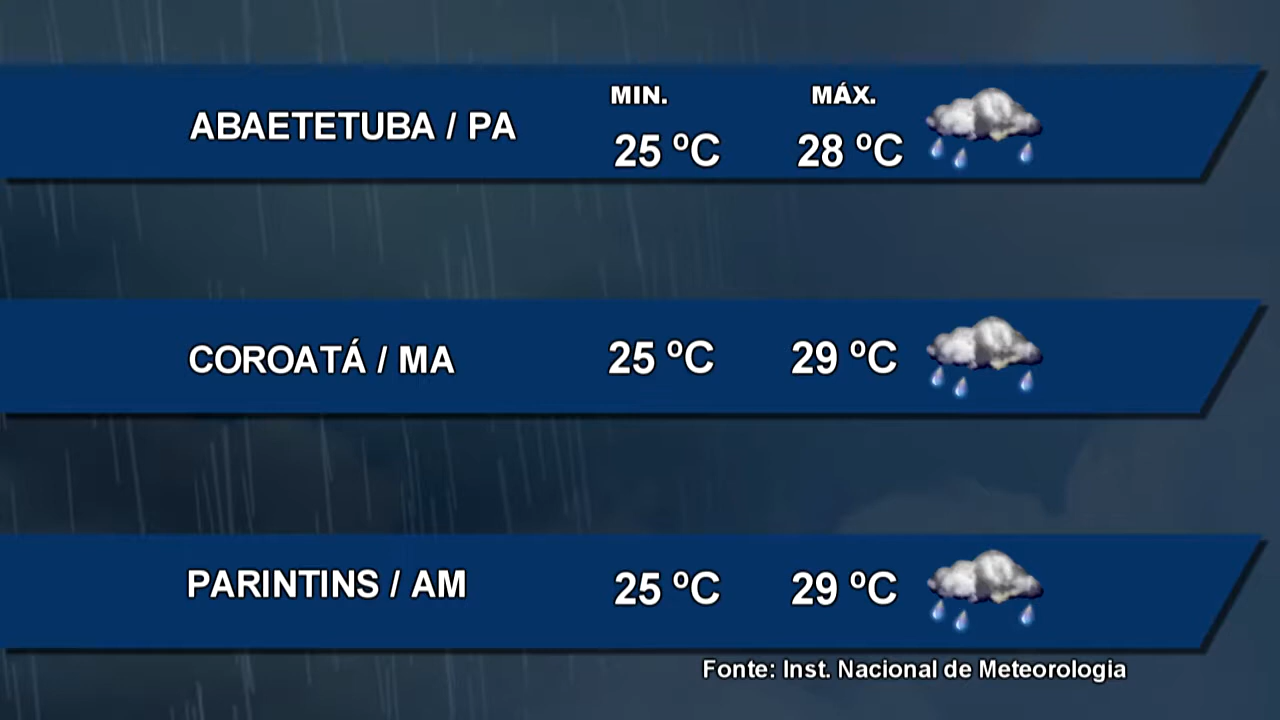 MIN. MÁX.
ABAETETUBA / PA 25 ºC 28 ºC
COROATÁ / MA 25 ºC 29 ºC
PARINTINS / AM 25 ºC 29 ºC
Fonte: Inst. Nacional de Meteorologia